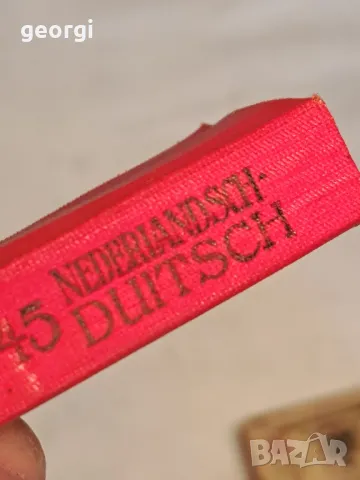 georgi
45
NEDERLANDSCH-
DUITSCH
BAZAR